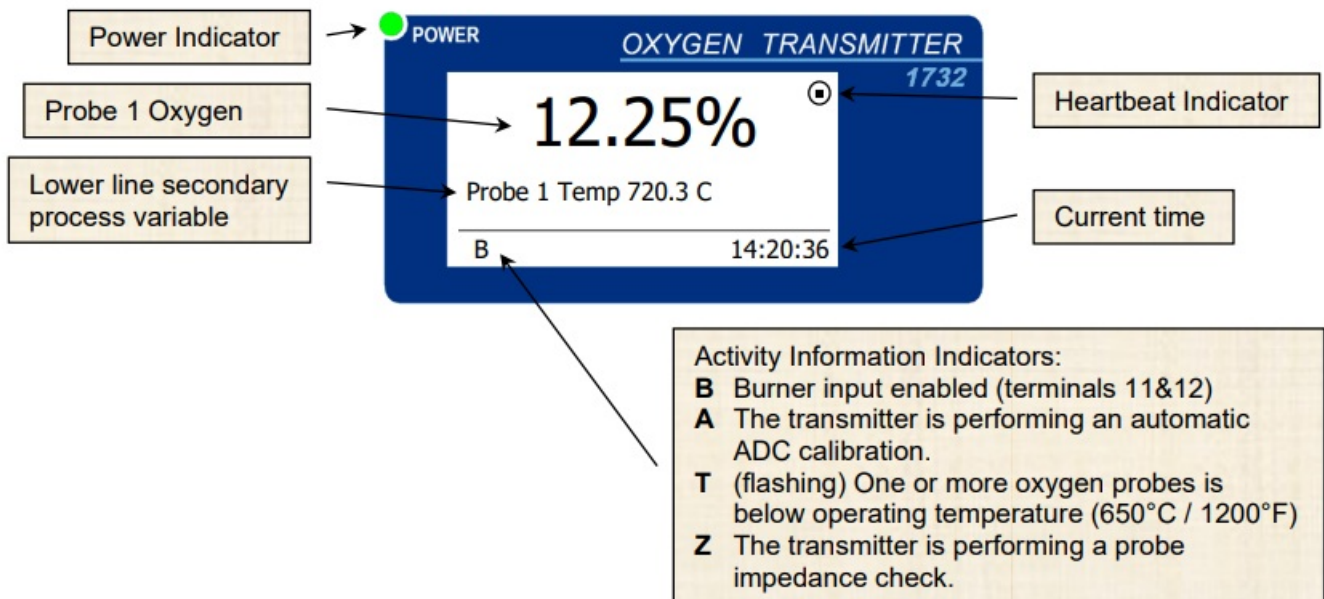 Power Indicator
POWER
OXYGEN TRANSMITTER
1732
Probe 1 Oxygen
12.25%
Heartbeat Indicator
Lower line secondary
process variable
Probe 1 Temp 720.3 C
Current time
B
14:20:36
Activity Information Indicators:
B Burner input enabled (terminals 11&12)
A The transmitter is performing an automatic
ADC calibration.
T (flashing) One or more oxygen probes is
below operating temperature (650°C / 1200°F)
Z The transmitter is performing a probe
impedance check.